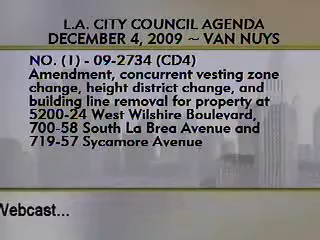 L.A. CITY COUNCIL AGENDA
DECEMBER 4, 2009 ~ VAN NUYS
NO. (1) - 09-2734 (CD4)
Amendment, concurrent vesting zone
change, height district change, and
building line removal for property at
5200-24 West Wilshire Boulevard,
700-58 South La Brea Avenue and
719-57 Sycamore Avenue
Webcast...